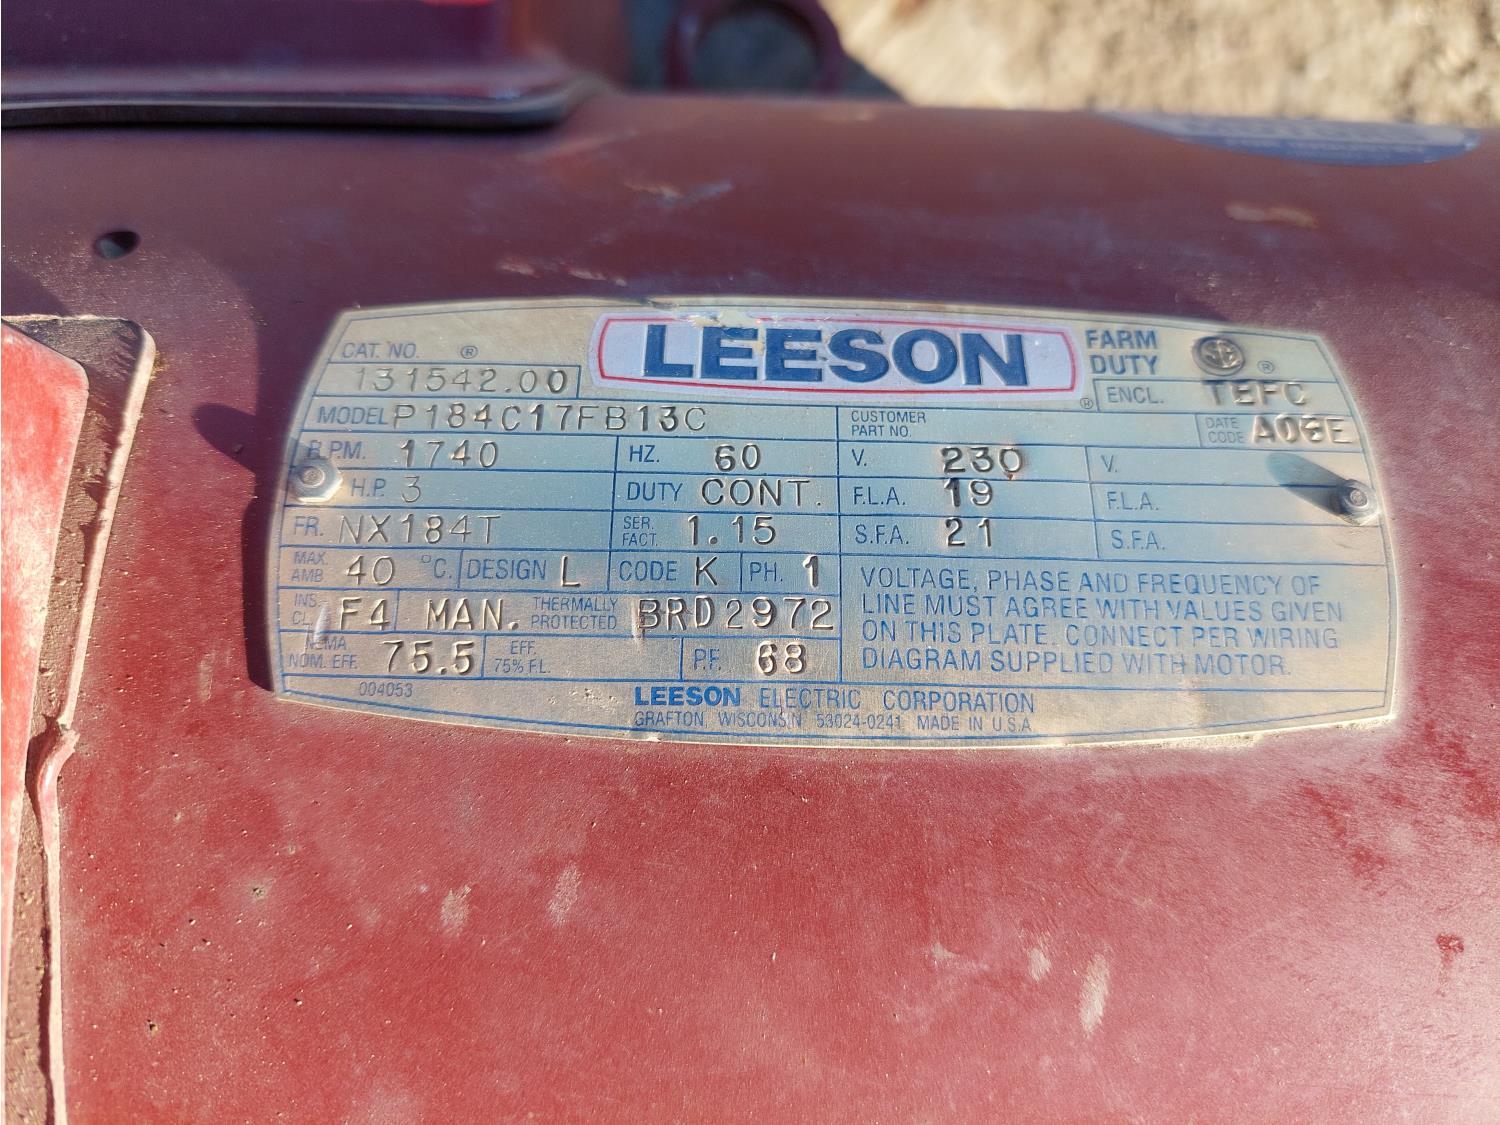 CAT. NO. ®
131542.00
LEESON ®
FARM
DUTY
®
ENCL. TEFC
MODEL P184C17FB13C
CUSTOMER
PART NO.
DATE
CODE
R.P.M. 1740 HZ. 60 V. 230 V.
H.P. 3 DUTY CONT. F.L.A. 19 F.L.A.
FR. NX184T SER.
FACT. 1.15 S.F.A. 21 S.F.A.
MAX.
AMB 40 °C. DESIGN L CODE K PH. 1
INS.
CL. F4 MAN. THERMALLY
PROTECTED BRD2972
NEMA
NOM. EFF. 75.5 EFF.
75% F.L. P.F. 68
VOLTAGE, PHASE AND FREQUENCY OF
LINE MUST AGREE WITH VALUES GIVEN
ON THIS PLATE. CONNECT PER WIRING
DIAGRAM SUPPLIED WITH MOTOR.
004053
LEESON ELECTRIC CORPORATION
GRAFTON, WISCONSIN 53024-0241 MADE IN U.S.A.